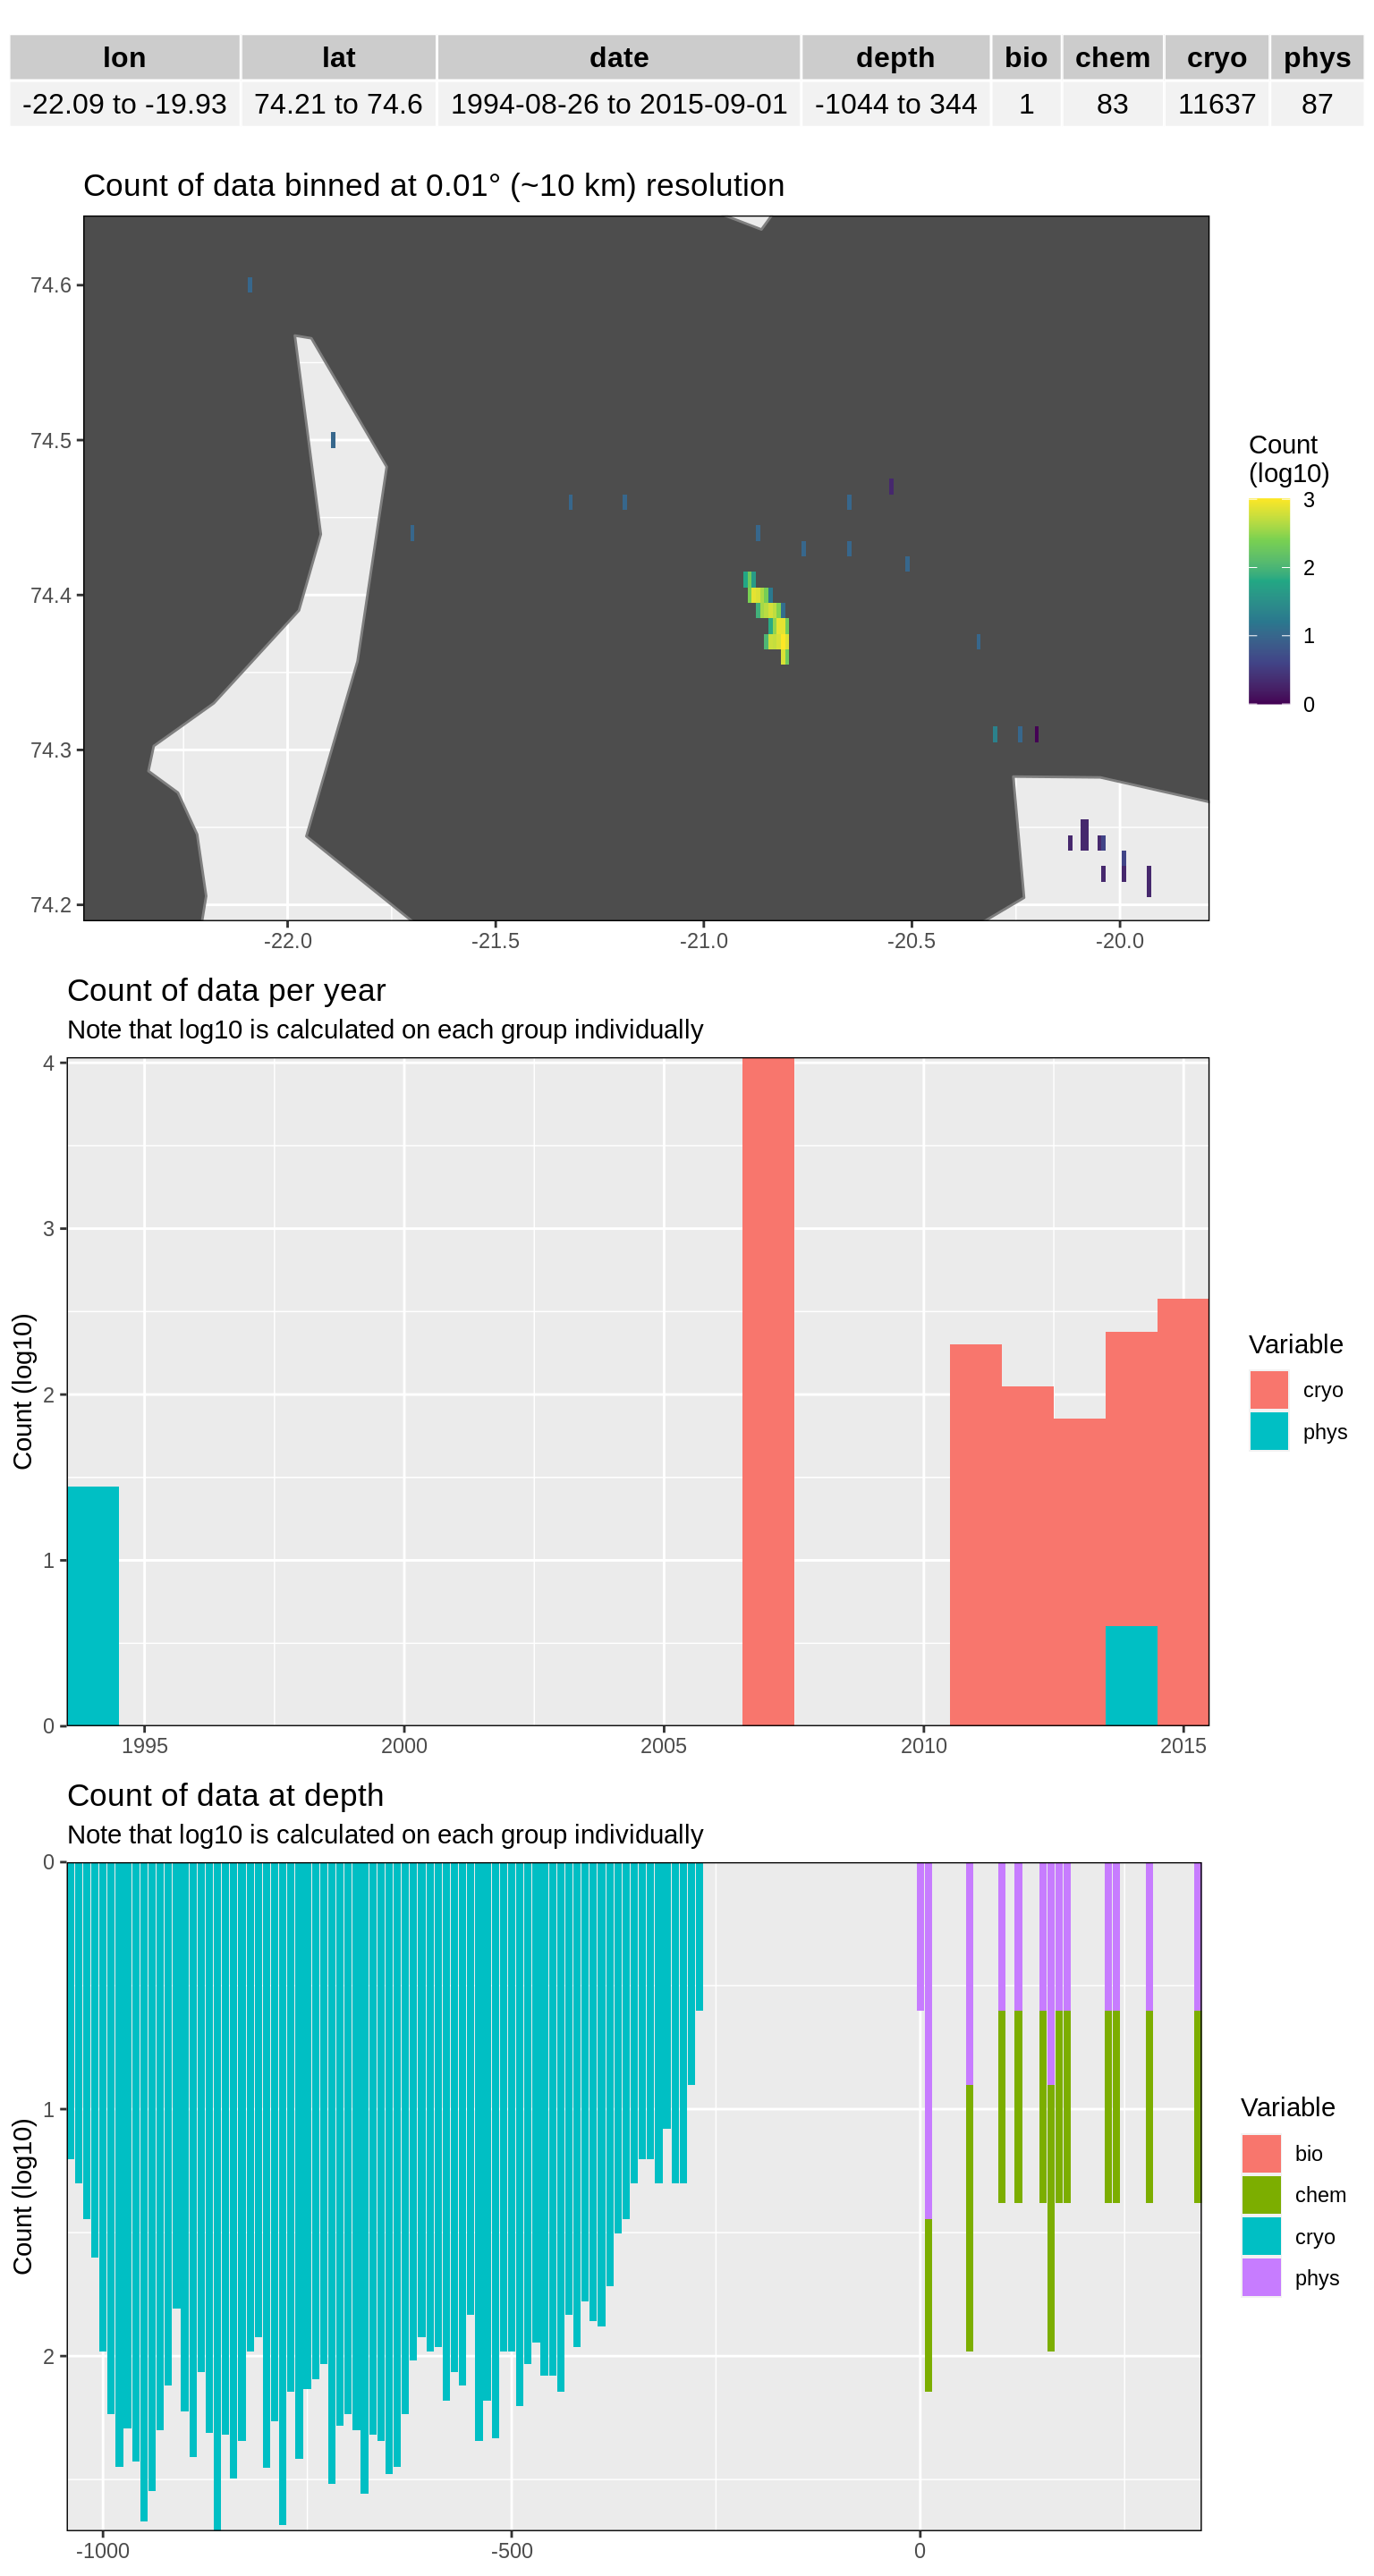 lon lat date depth bio chem cryo phys
-22.09 to -19.93 74.21 to 74.6 1994-08-26 to 2015-09-01 -1044 to 344 1 83 11637 87
Count of data binned at 0.01° (~10 km) resolution
74.6
74.5
74.4
74.3
74.2
-22.0 -21.5 -21.0 -20.5 -20.0
Count
(log10)
3
2
1
0
Count of data per year
Note that log10 is calculated on each group individually
Count (log10)
4
3
2
1
0
1995 2000 2005 2010 2015
Variable
cryo
phys
Count of data at depth
Note that log10 is calculated on each group individually
Count (log10)
0
1
2
-1000 -500 0
Variable
bio
chem
cryo
phys